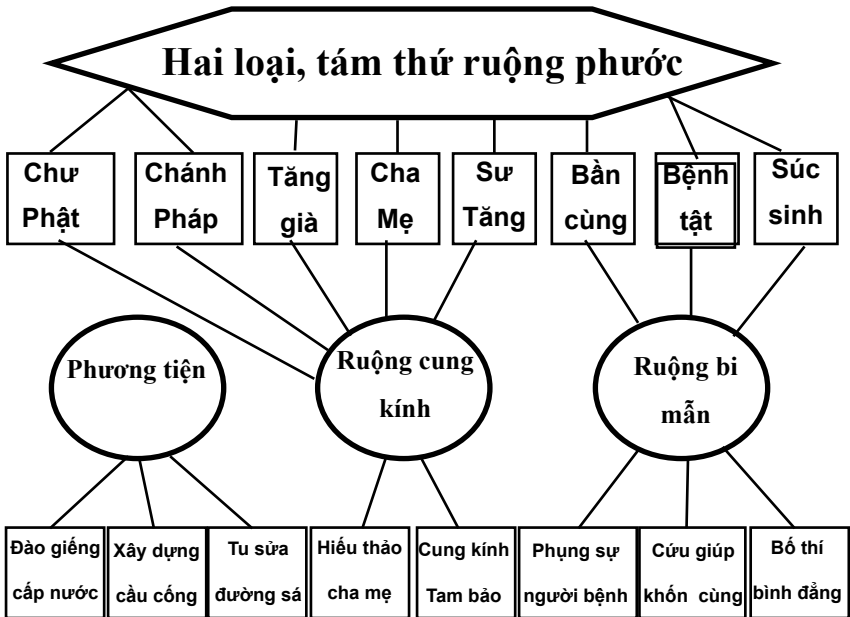 Hai loại, tám thứ ruộng phước
Chư
Phật
Chánh
Pháp
Tăng
già
Cha
Mẹ
Sư
Tăng
Bần
cùng
Bệnh
tật
Súc
sinh
Phương tiện
Ruộng cung
kính
Ruộng bi
mẫn
Đào giếng
cấp nước
Xây dựng
cầu cống
Tu sửa
đường sá
Hiếu thảo
cha mẹ
Cung kính
Tam bảo
Phụng sự
người bệnh
Cứu giúp
khốn cùng
Bố thí
bình đẳng